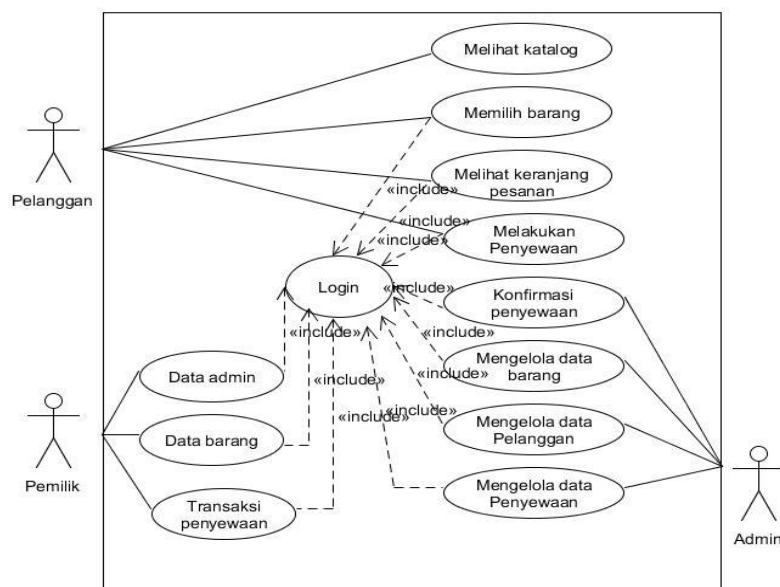 Melihat katalog
Memilih barang
Pelanggan
Melihat keranjang
pesanan
«include»
«include»
«include»
Melakukan
Penyewaan
Login
«include»
Konfirmasi
penyewaan
«include»
«include»
Data admin
«include»
«include»
Mengelola data
barang
Pemilik
Data barang
«include»
«include»
Mengelola data
Pelanggan
Transaksi
penyewaan
Mengelola data
Penyewaan
Admin